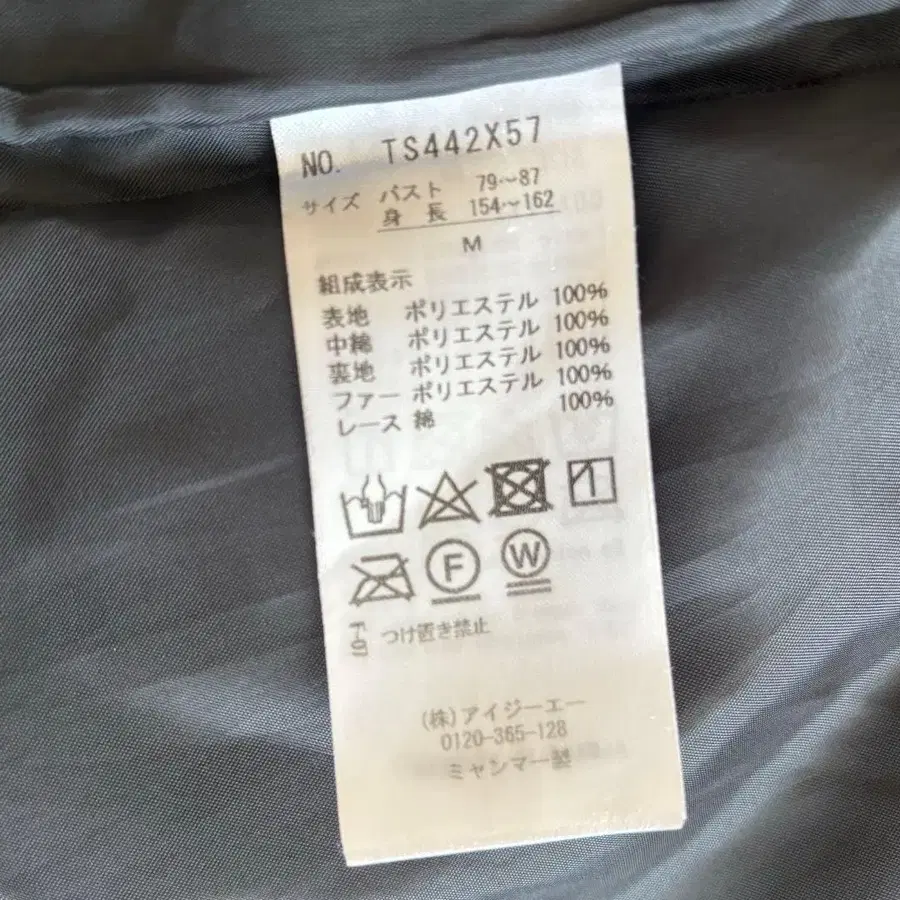 NO. TS442X57
サイズ バスト 79～87
身長 154～162
M
組成表示
表地 ポリエステル 100%
中綿 ポリエステル 100%
裏地 ポリエステル 100%
ファー ポリエステル 100%
レース 綿 100%
F W
つけ置き禁止
(株)アイジーエー
0120-365-128
ミャンマー製